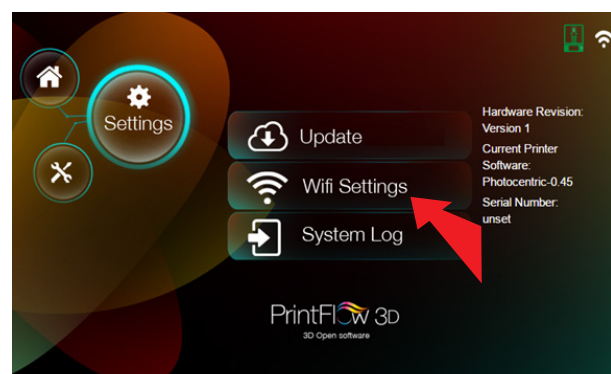 Settings
Update
Wifi Settings
System Log
Hardware Revision:
Version 1
Current Printer
Software:
Photocentric-0.45
Serial Number:
unset
PrintFlow 3D
3D Open software